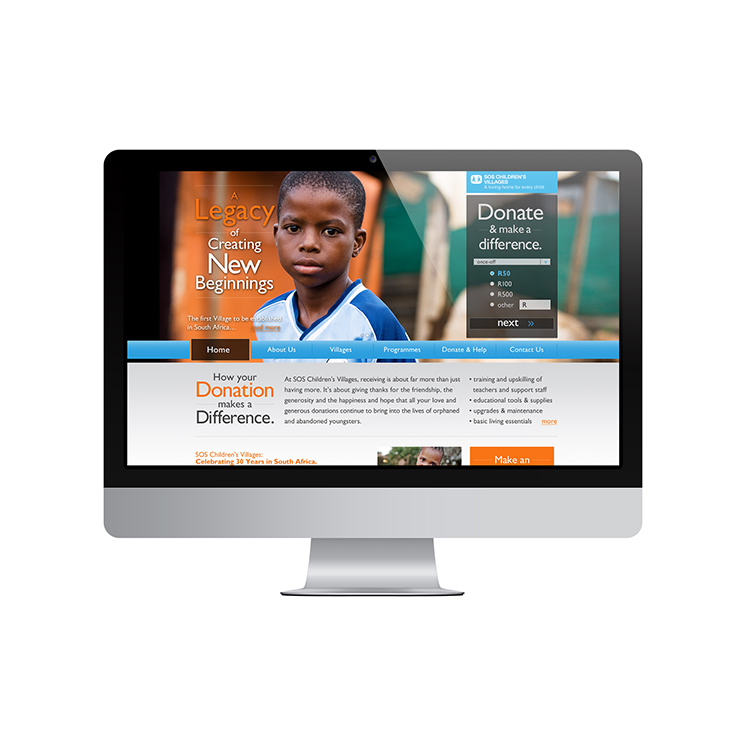 A
Legacy
of
Creating
New
Beginnings
The first Village to be established
in South Africa… read more
SOS CHILDREN'S
VILLAGES
A loving home for every child
Donate
& make a
difference.
once-off
R50
R100
R500
other R
next »
Home About Us Villages Programmes Donate & Help Contact Us
How your
Donation
makes a
Difference.
At SOS Children's Villages, receiving is about far more than just
having more. It's about giving thanks for the friendship, the
generosity and the happiness and hope that all your love and
generous donations continue to bring into the lives of orphaned
and abandoned youngsters.
• training and upskilling of
teachers and support staff
• educational tools & supplies
• upgrades & maintenance
• basic living essentials more
SOS Children's Villages:
Celebrating 30 Years in South Africa.
Make an